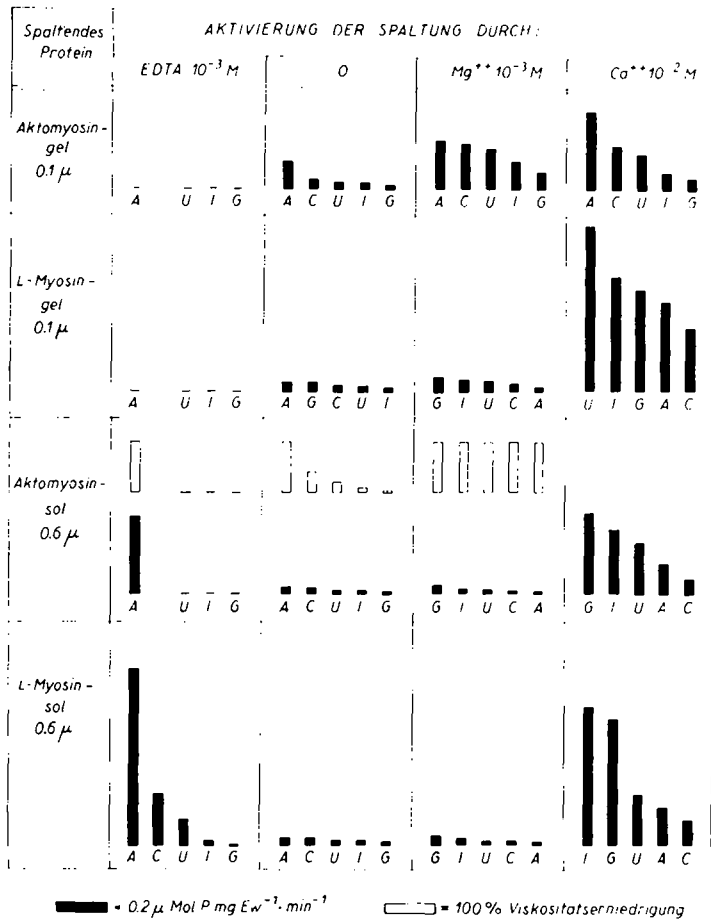 Spaltendes Protein
AKTIVIERUNG DER SPALTUNG DURCH:
EDTA 10⁻³ M
0
Mg⁺⁺ 10⁻³ M
Ca⁺⁺ 10⁻² M
Aktomyosin-
gel
0.1 µ
A U I G
A C U I G
A C U I G
A C U I G
L-Myosin-
gel
0.1 µ
A U I G
A G C U I
G I U C A
U I G A C
Aktomyosin-
sol
0.6 µ
A U I G
A C U I G
G I U C A
G I U A C
L-Myosin-
sol
0.6 µ
A C U I G
A C U I G
G I U C A
I G U A C
= 0.2 µ Mol P mg Ew⁻¹ · min⁻¹
= 100% Viskositätserniedrigung